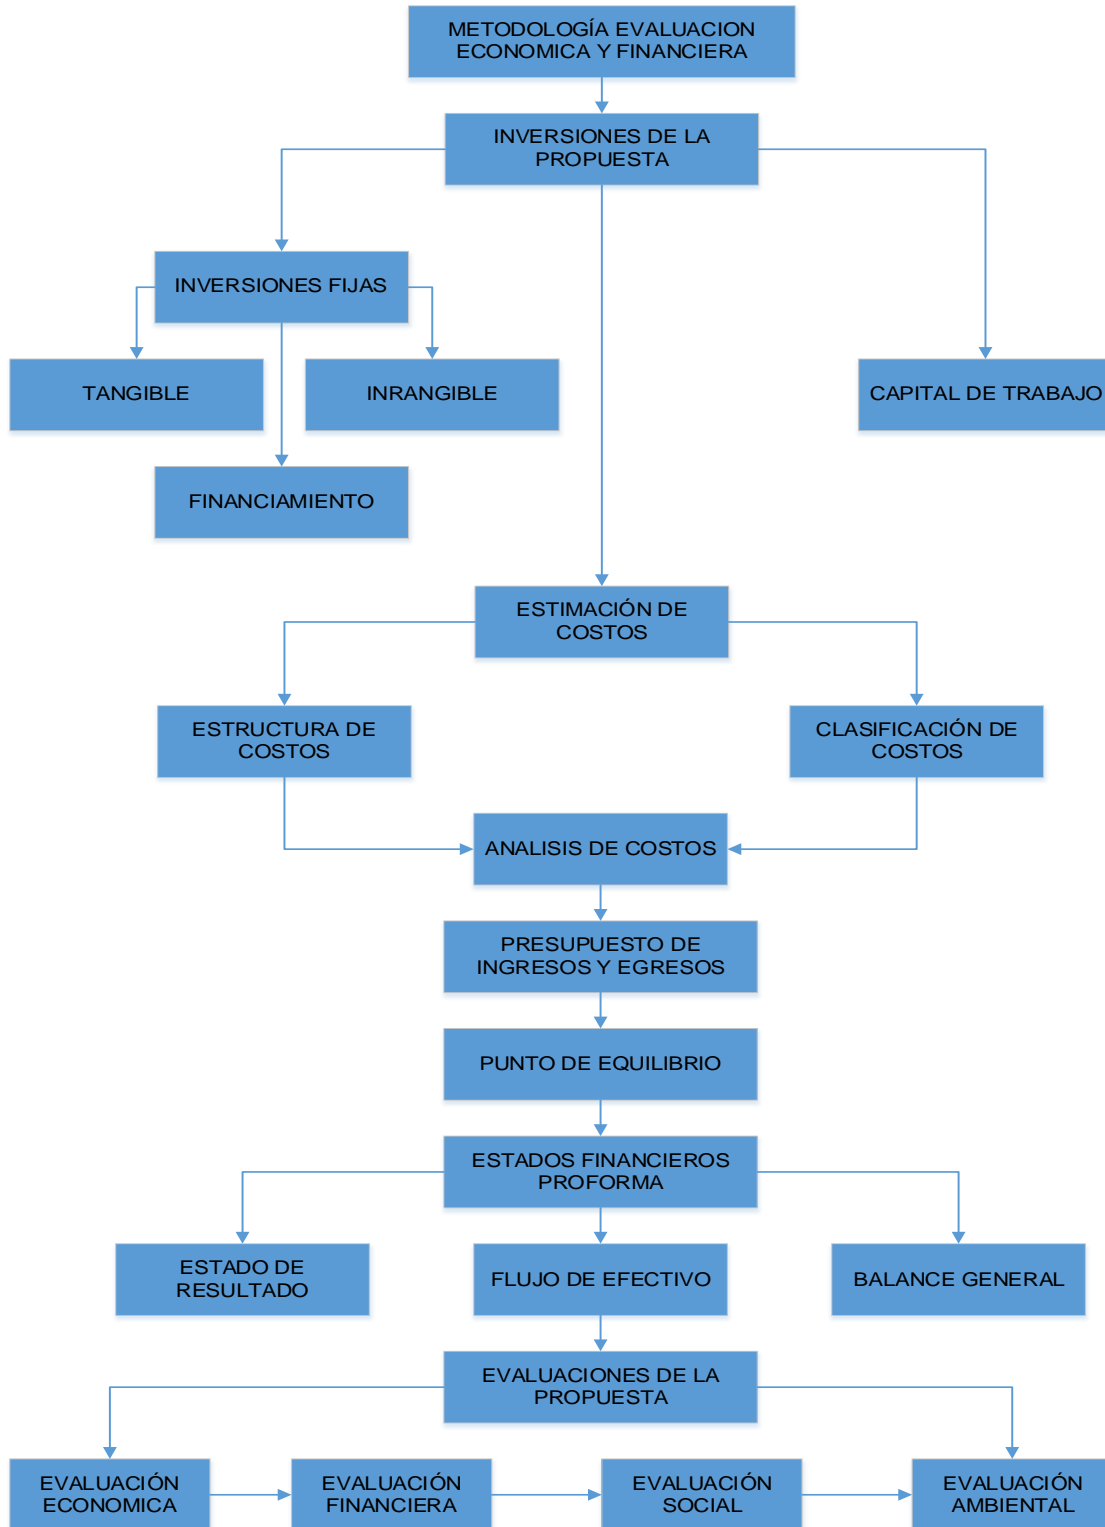 METODOLOGÍA EVALUACION
ECONOMICA Y FINANCIERA
INVERSIONES DE LA
PROPUESTA
INVERSIONES FIJAS
TANGIBLE
INRANGIBLE
CAPITAL DE TRABAJO
FINANCIAMIENTO
ESTIMACIÓN DE
COSTOS
ESTRUCTURA DE
COSTOS
CLASIFICACIÓN DE
COSTOS
ANALISIS DE COSTOS
PRESUPUESTO DE
INGRESOS Y EGRESOS
PUNTO DE EQUILIBRIO
ESTADOS FINANCIEROS
PROFORMA
ESTADO DE
RESULTADO
FLUJO DE EFECTIVO
BALANCE GENERAL
EVALUACIONES DE LA
PROPUESTA
EVALUACIÓN
ECONOMICA
EVALUACIÓN
FINANCIERA
EVALUACIÓN
SOCIAL
EVALUACIÓN
AMBIENTAL